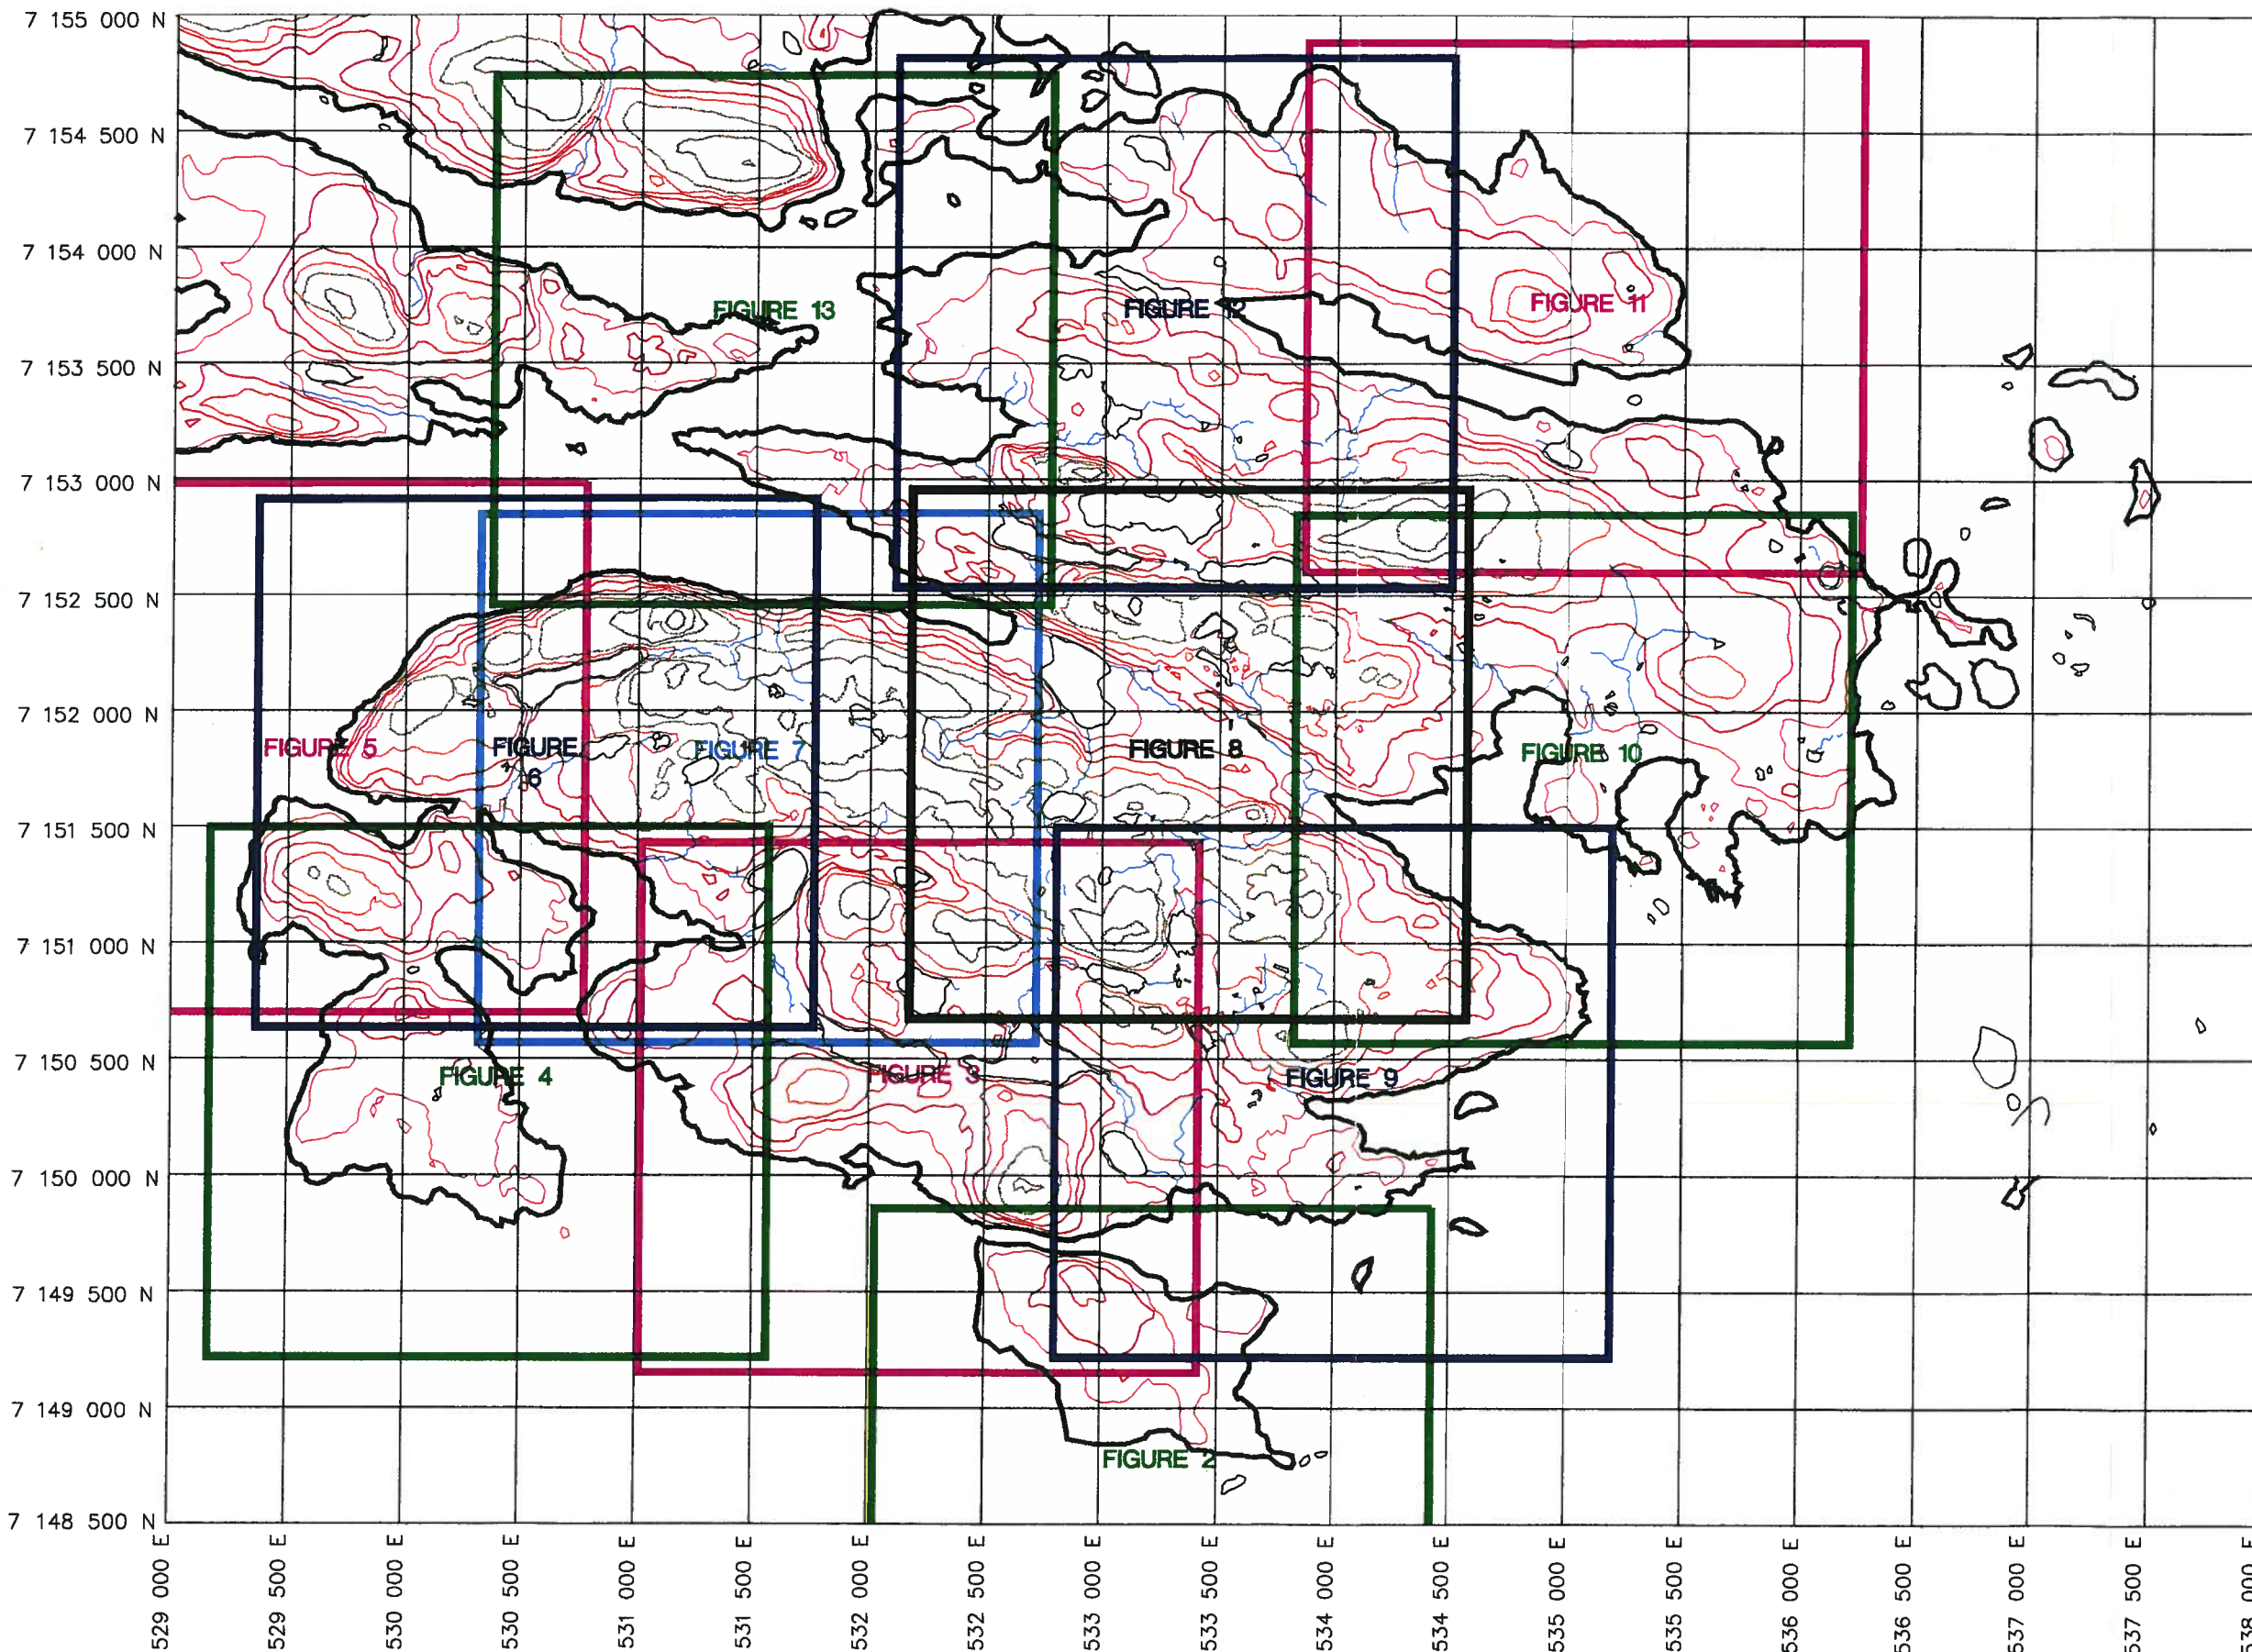 7 155 000 N
7 154 500 N
7 154 000 N
FIGURE 13
FIGURE 12
FIGURE 11
7 153 500 N
7 153 000 N
7 152 500 N
7 152 000 N
FIGURE 5
FIGURE
6
FIGURE 7
FIGURE 8
FIGURE 10
7 151 500 N
7 151 000 N
7 150 500 N
FIGURE 4
FIGURE 3
FIGURE 9
7 150 000 N
7 149 500 N
7 149 000 N
FIGURE 2
7 148 500 N
529 000 E
529 500 E
530 000 E
530 500 E
531 000 E
531 500 E
532 000 E
532 500 E
533 000 E
533 500 E
534 000 E
534 500 E
535 000 E
535 500 E
536 000 E
536 500 E
537 000 E
537 500 E
538 000 E